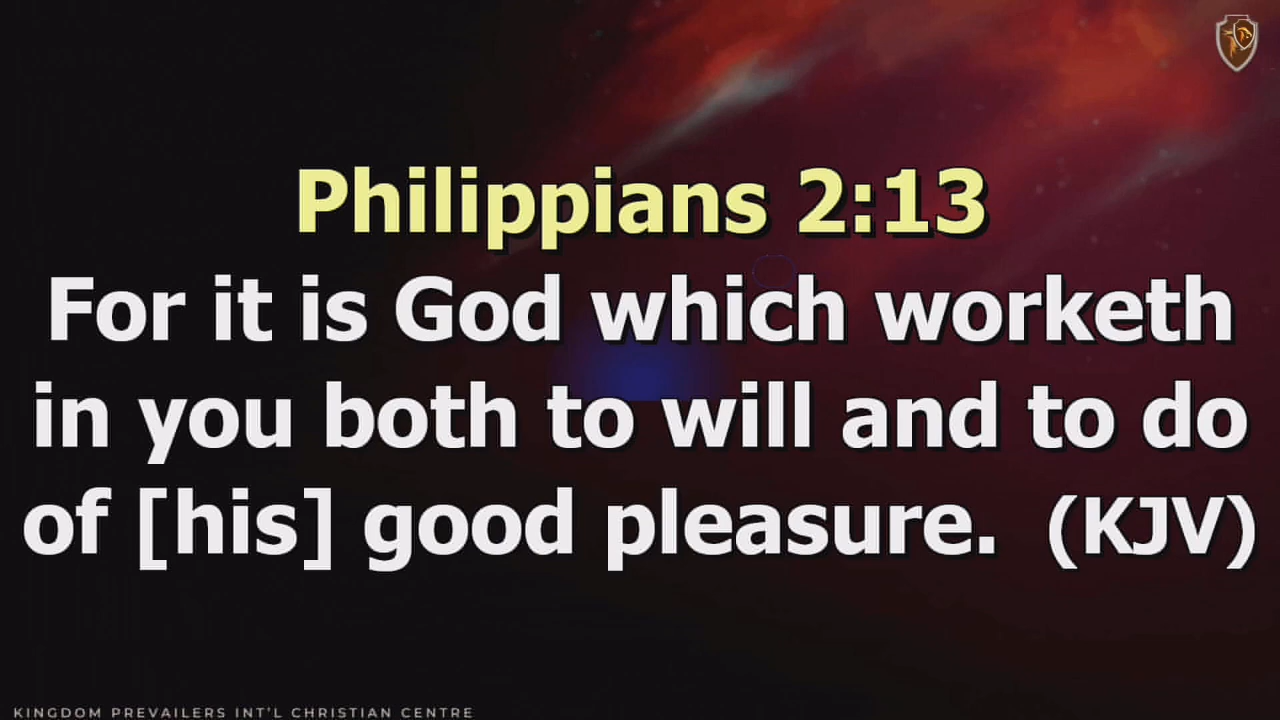 Philippians 2:13
For it is God which worketh
in you both to will and to do
of [his] good pleasure.  (KJV)
KINGDOM PREVAILERS INT'L CHRISTIAN CENTRE